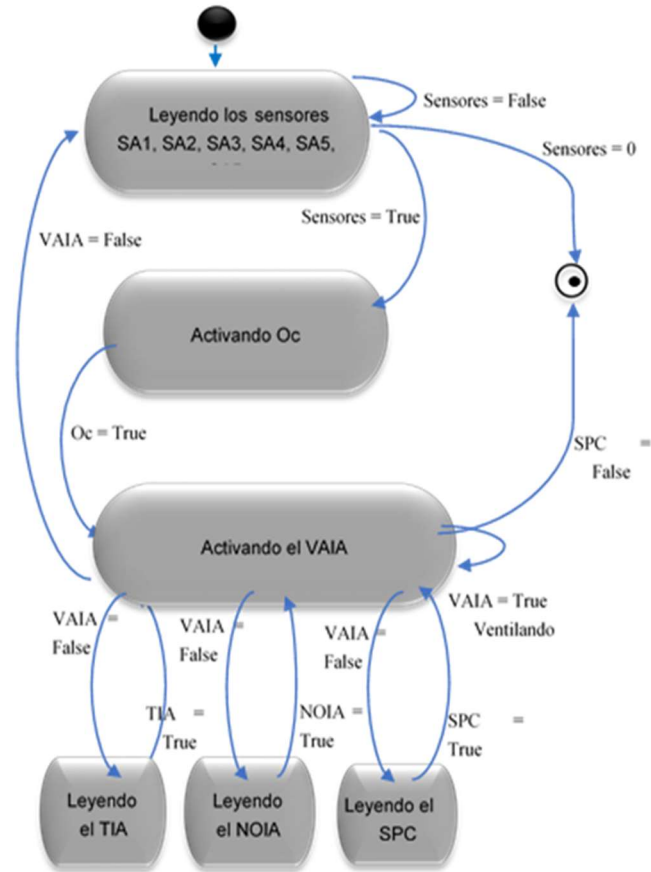 Leyendo los sensores
SA1, SA2, SA3, SA4, SA5,
Sensores = False
Sensores = 0
Sensores = True
VAIA = False
Activando Oc
Oc = True
SPC =
False
Activando el VAIA
VAIA =
False
VAIA =
False
VAIA =
False
VAIA = True
Ventilando
TIA =
True
NOIA =
True
SPC =
True
Leyendo
el TIA
Leyendo
el NOIA
Leyendo el
SPC